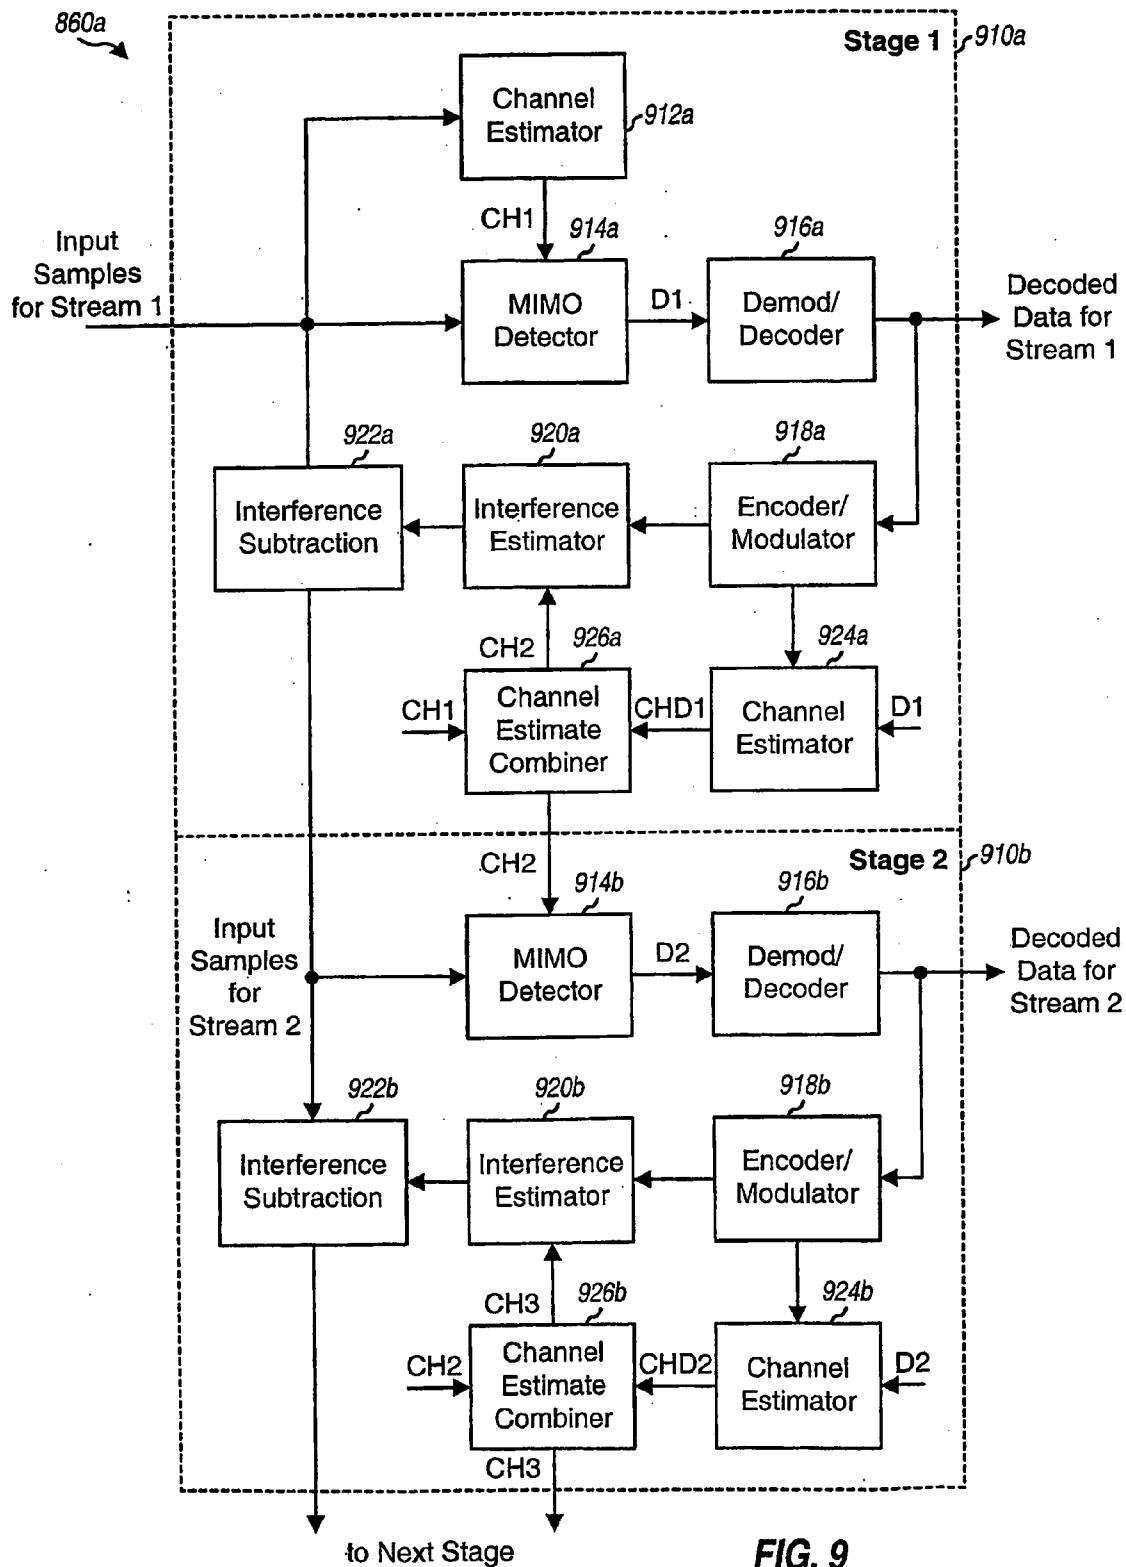 860a
Stage 1
910a
Channel
Estimator
912a
CH1
914a
916a
Input
Samples
for Stream 1
MIMO
Detector
D1
Demod/
Decoder
Decoded
Data for
Stream 1
922a
920a
918a
Interference
Subtraction
Interference
Estimator
Encoder/
Modulator
CH2
926a
924a
CH1
Channel
Estimate
Combiner
CHD1
Channel
Estimator
D1
CH2
Stage 2
910b
914b
916b
Input
Samples
for
Stream 2
MIMO
Detector
D2
Demod/
Decoder
Decoded
Data for
Stream 2
922b
920b
918b
Interference
Subtraction
Interference
Estimator
Encoder/
Modulator
CH3
926b
924b
CH2
Channel
Estimate
Combiner
CHD2
Channel
Estimator
D2
CH3
to Next Stage
FIG. 9